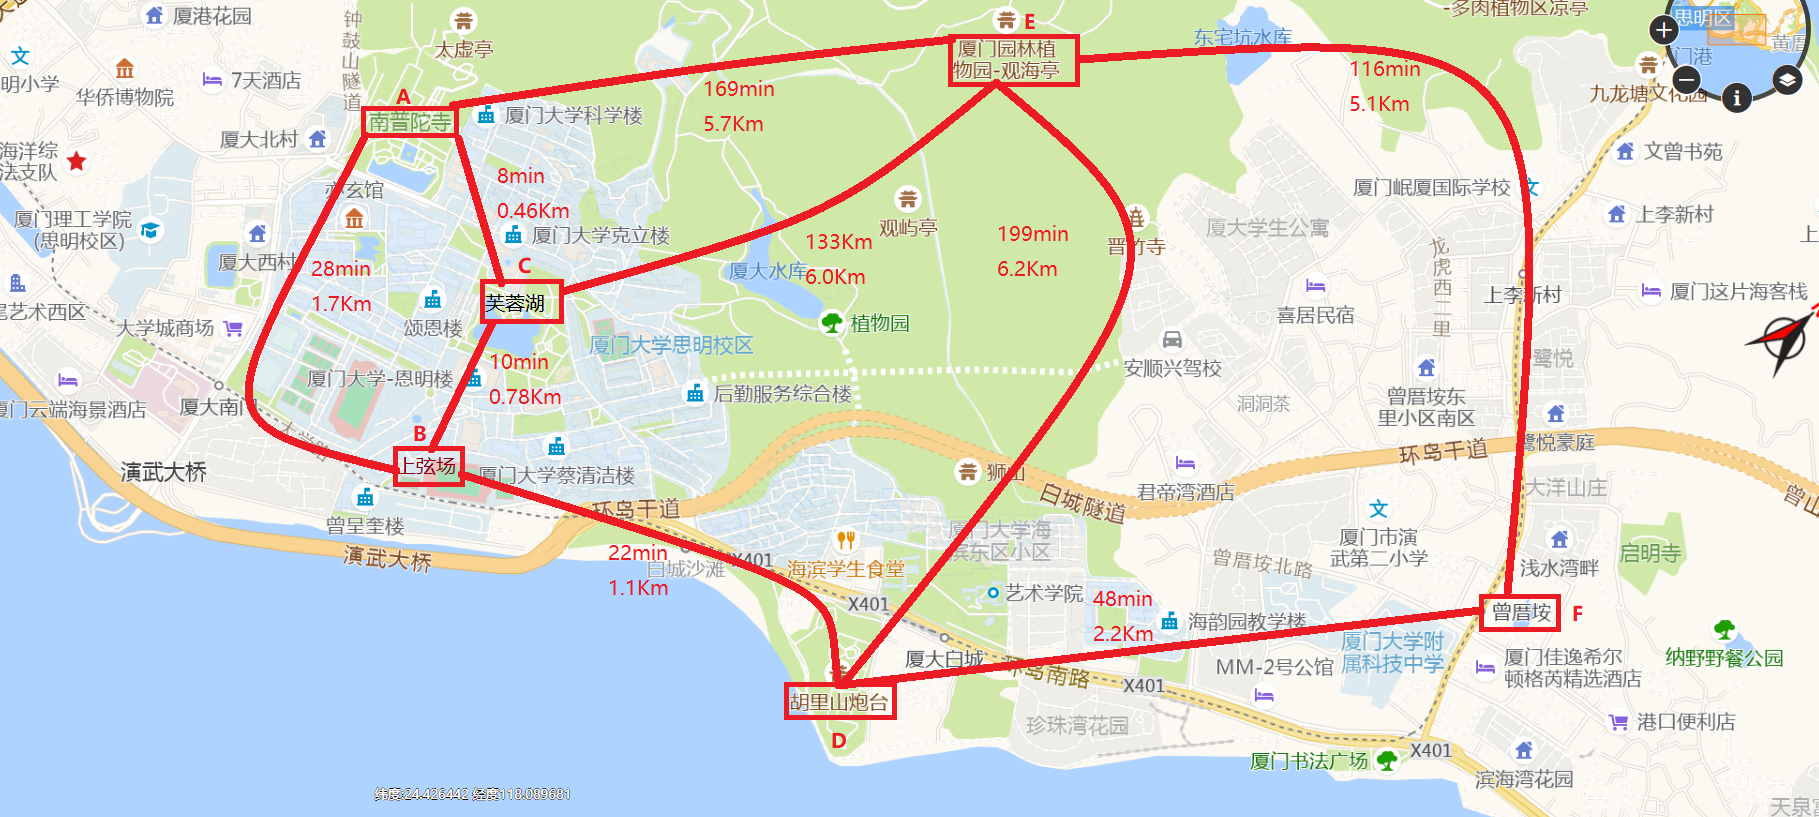 厦港花园
钟鼓山隧道
太虚亭
E
厦门园林植
物园-观海亭
东宅坑水库
-多肉植物区凉亭
思明区
门港
黄厝
明小学
华侨博物院
7天酒店
169min
5.7Km
116min
5.1Km
九龙塘文化园
A
南普陀寺
厦门大学科学楼
厦大北村
海洋综
法支队
8min
0.46Km
文曾书苑
厦门岷厦国际学校
亦玄馆
厦门理工学院
(思明校区)
厦大西村
厦门大学克立楼
观屿亭
133Km
6.0Km
199min
6.2Km
晋竹寺
厦大学生公寓
龙虎西二里
上李新村
上
28min
1.7Km
C
芙蓉湖
厦大水库
植物园
喜居民宿
上李新村
厦门这片海客栈
尾艺术西区
大学城商场
颂恩楼
厦门大学思明校区
10min
0.78Km
安顺兴驾校
鹭悦
厦门大学-恩明楼
后勤服务综合楼
洞洞茶
曾厝垵东
里小区南区
厦门云端海景酒店
厦大南门
大学路
B
上弦场
演武大桥
厦门大学蔡清洁楼
狮山
白城隧道
环岛干道
鹭悦豪庭
君帝湾酒店
大洋山庄
曾山
曾呈奎楼
环岛干道
演武大桥
厦门大学海
滨东区小区
厦门市演
武第二小学
曾厝垵北路
浅水湾畔
启明寺
22min
1.1Km
白城沙滩
X401
海滨学生食堂
X401
艺术学院
48min
2.2Km
海韵园教学楼
曾厝垵
F
厦大白城
环岛南路
MM-2号公馆
厦门大学附
属科技中学
厦门佳逸希尔
顿格芮精选酒店
纳野野餐公园
胡里山炮台
D
X401
珍珠湾花园
港口便利店
厦门书法广场
X401
滨海湾花园
纬度:24.426442 经度118.089681
天泉富